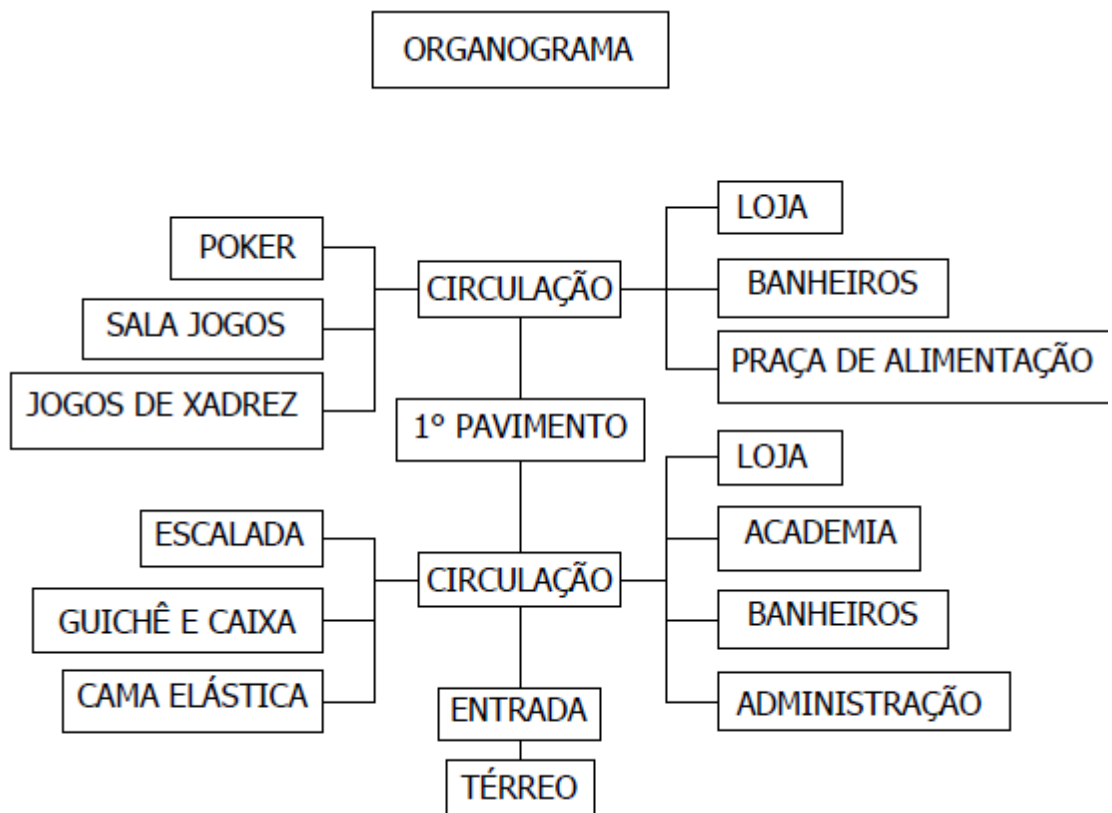 ORGANOGRAMA
LOJA
POKER
CIRCULAÇÃO
BANHEIROS
SALA JOGOS
PRAÇA DE ALIMENTAÇÃO
JOGOS DE XADREZ
1º PAVIMENTO
LOJA
ESCALADA
ACADEMIA
CIRCULAÇÃO
BANHEIROS
GUICHÊ E CAIXA
CAMA ELÁSTICA
ENTRADA
ADMINISTRAÇÃO
TÉRREO